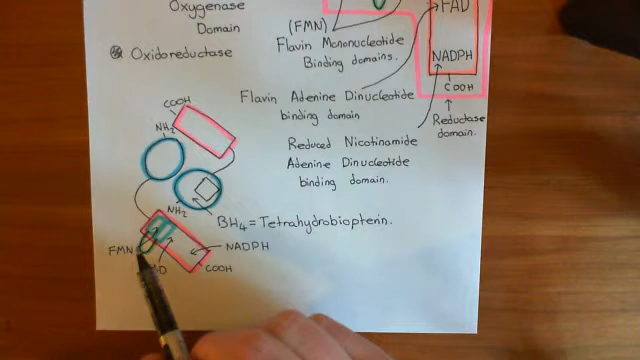 Oxygenase
Domain
Oxidoreductase
(FMN)
Flavin Mononucleotide
Binding domains.
FAD
NADPH
COOH
Reductase
domain.
Flavin Adenine Dinucleotide
binding domain
Reduced Nicotinamide
Adenine Dinucleotide
binding domain.
COOH
NH2
NH2
BH4 = Tetrahydrobiopterin.
FMN
NADPH
COOH